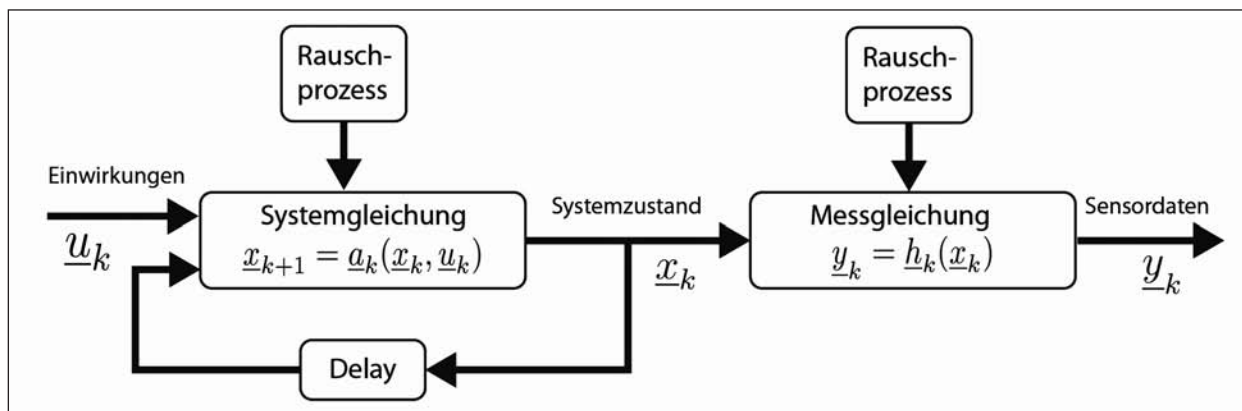 Rausch-
prozess
Rausch-
prozess
Einwirkungen
u_k
Systemgleichung
x_{k+1} = a_k(x_k, u_k)
Systemzustand
x_k
Messgleichung
y_k = h_k(x_k)
Sensordaten
y_k
Delay